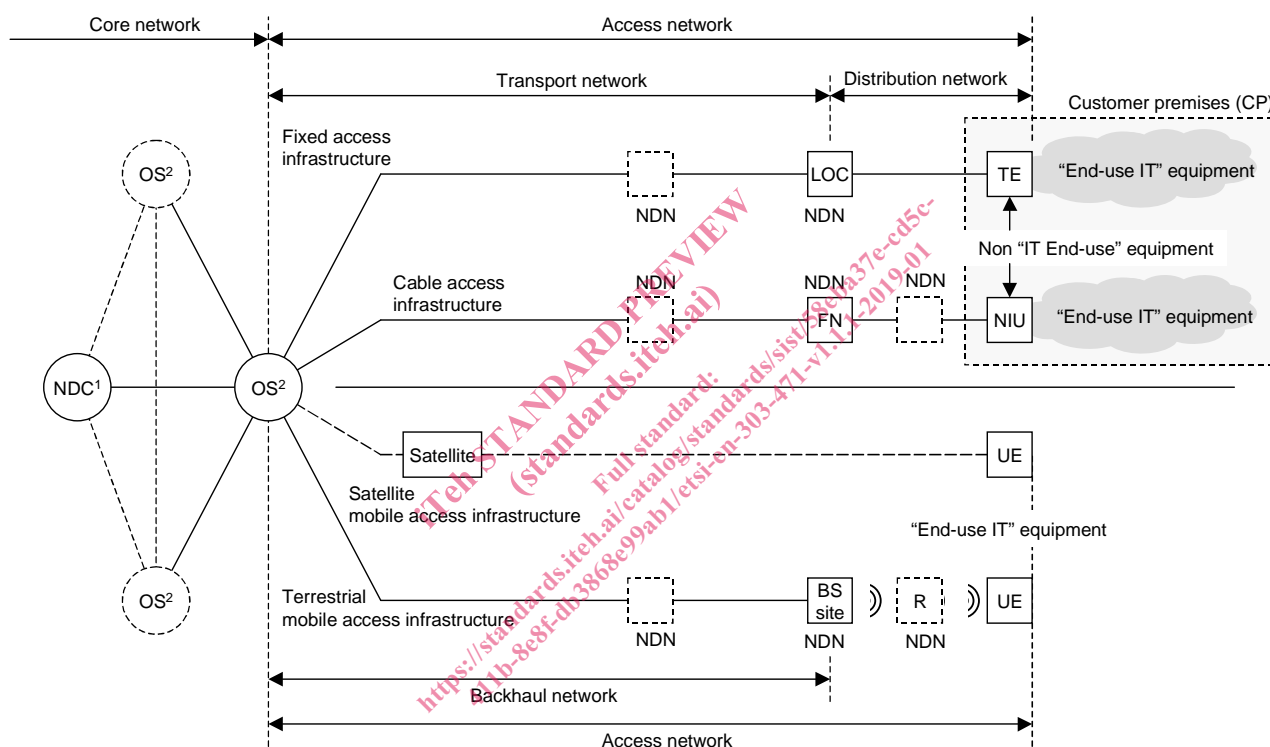 Core network
Access network
Transport network
Distribution network
Customer premises (CP)
Fixed access
infrastructure
OS²
LOC
TE
“End-use IT” equipment
NDN
NDN
Non “IT End-use” equipment
Cable access
infrastructure
NDN
NDN
NDN
FN
NIU
“End-use IT” equipment
NDC¹
OS²
Satellite
UE
Satellite
mobile access infrastructure
“End-use IT” equipment
OS²
Terrestrial
mobile access infrastructure
BS
site
R
UE
NDN
NDN
NDN
Backhaul network
Access network
iTeh STANDARD PREVIEW
(standards.iteh.ai)
Full standard:
https://standards.iteh.ai/catalog/standards/sist/58eba37e-cd5c-
411b-8e8f-db3868e99ab1/etsi-en-303-471-v1.1.1-2019-01